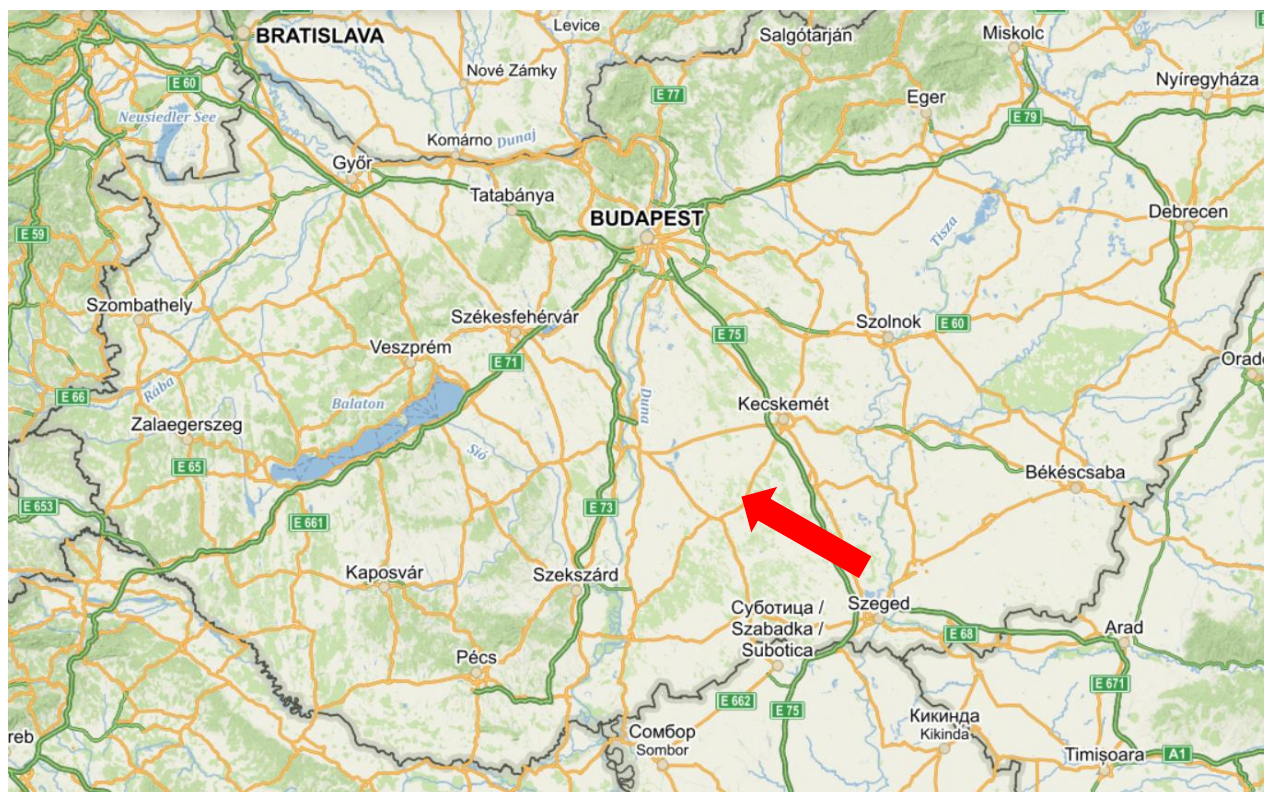 Levice
Salgótarján
Miskolc
BRATISLAVA
Nové Zámky
E 77
Nyíregyháza
E 60
Eger
Neusiedler See
E 79
Komárno
Dunaj
Győr
Tatabánya
BUDAPEST
Debrecen
E 59
Tisza
Szombathely
Székesfehérvár
E 75
Szolnok
E 60
Veszprém
E 71
Orade
Rába
E 66
Balaton
Duna
Kecskemét
Zalaegerszeg
Sió
E 65
Békéscsaba
E 653
E 661
E 73
Kaposvár
Szekszárd
Суботица /
Szabadka /
Subotica
Szeged
E 68
Arad
Pécs
E 671
E 662
E 75
Кикинда
Kikinda
Сомбор
Sombor
reb
Timișoara
A1